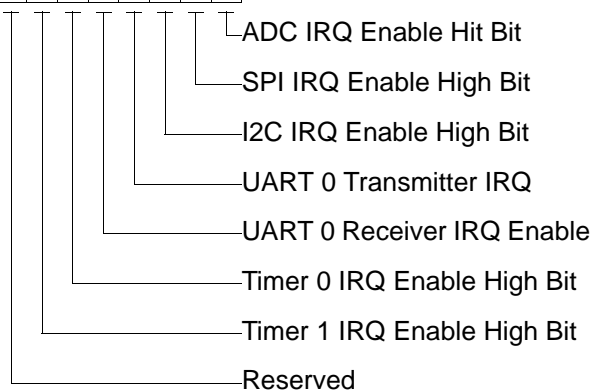 ADC IRQ Enable Hit Bit
SPI IRQ Enable High Bit
I2C IRQ Enable High Bit
UART 0 Transmitter IRQ
UART 0 Receiver IRQ Enable
Timer 0 IRQ Enable High Bit
Timer 1 IRQ Enable High Bit
Reserved